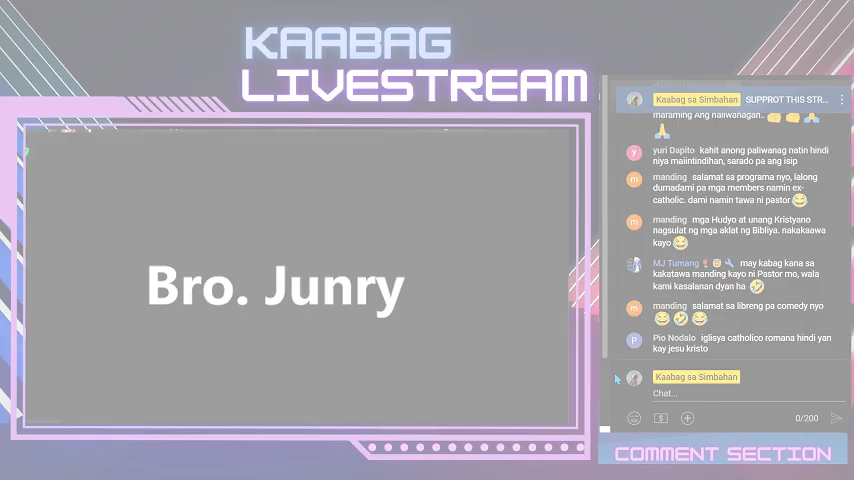 KAABAG
LIVESTREAM
Kaabag sa Simbahan SUPPROT THIS STR...
maraming Ang naliwanagan..
yuri Dapito kahit anong paliwanag natin hindi
niya maiintindihan, sarado pa ang isip
manding salamat sa programa nyo, lalong
dumadami pa mga members namin ex-
catholic. dami namin tawa ni pastor 😂
manding mga Hudyo at unang Kristyano
nagsulat ng mga aklat ng Bibliya. nakakaawa
kayo 😂
MJ Tumang may kabag kana sa
kakatawa manding kayo ni Pastor mo, wala
kami kasalanan dyan ha 🤣
manding salamat sa libreng pa comedy nyo
😂 🤣 😂
Pio Nodalo iglisya catholico romana hindi yan
kay jesu kristo
Kaabag sa Simbahan
Chat...
0/200
COMMENT SECTION
Bro. Junry